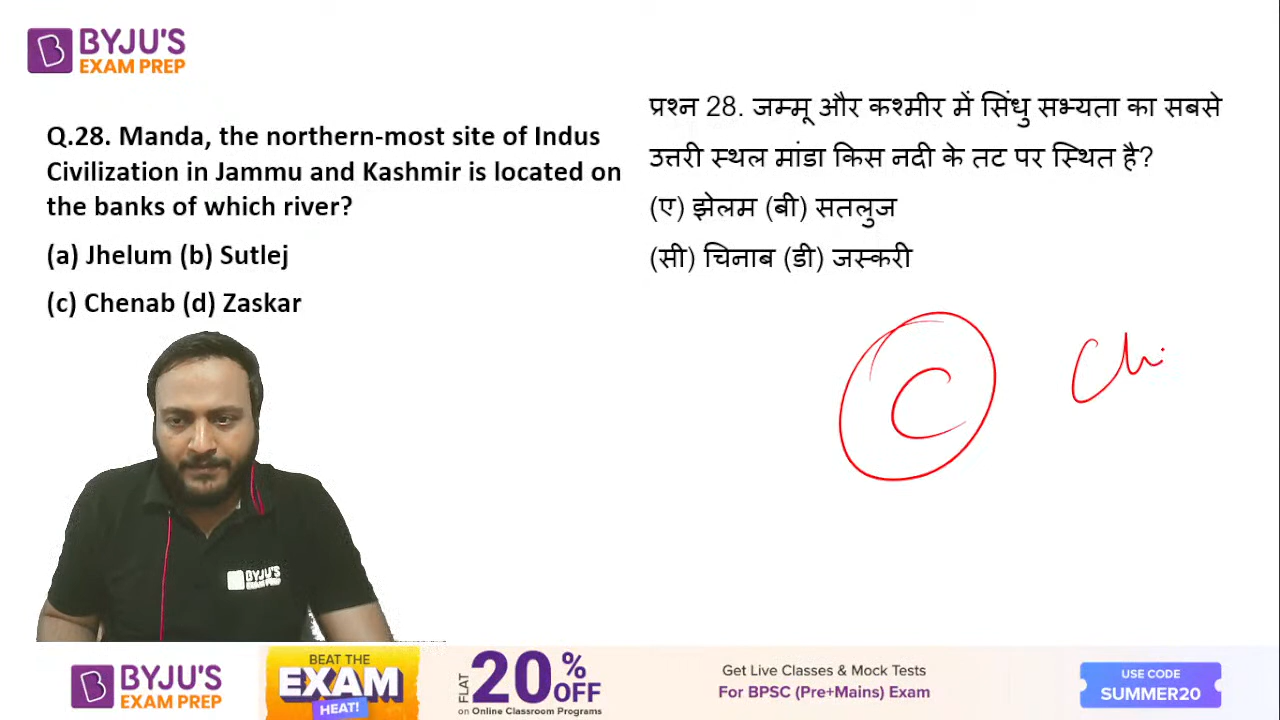 BYJU'S
EXAM PREP
Q.28. Manda, the northern-most site of Indus
Civilization in Jammu and Kashmir is located on
the banks of which river?
(a) Jhelum (b) Sutlej
(c) Chenab (d) Zaskar
प्रश्न 28. जम्मू और कश्मीर में सिंधु सभ्यता का सबसे
उत्तरी स्थल मांडा किस नदी के तट पर स्थित है?
(ए) झेलम (बी) सतलुज
(सी) चिनाब (डी) जस्करी
C
BYJU'S
EXAM PREP
BYJU'S
EXAM PREP
BEAT THE
EXAM
HEAT!
FLAT
20% OFF
on Online Classroom Programs
Get Live Classes & Mock Tests
For BPSC (Pre+Mains) Exam
USE CODE
SUMMER20